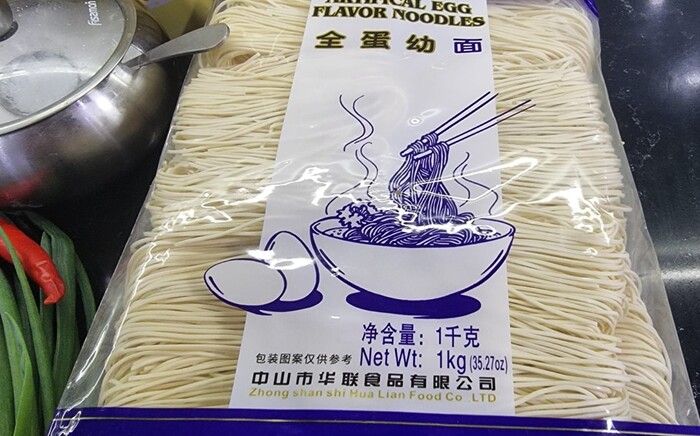 ARTIFICAL EGG
FLAVOR NOODLES
全蛋幼面
净含量：1千克
包装图案仅供参考 Net Wt: 1kg (35.27oz)
中山市华联食品有限公司
Zhong shan shi Hua Lian Food Co .LTD
Fisaman